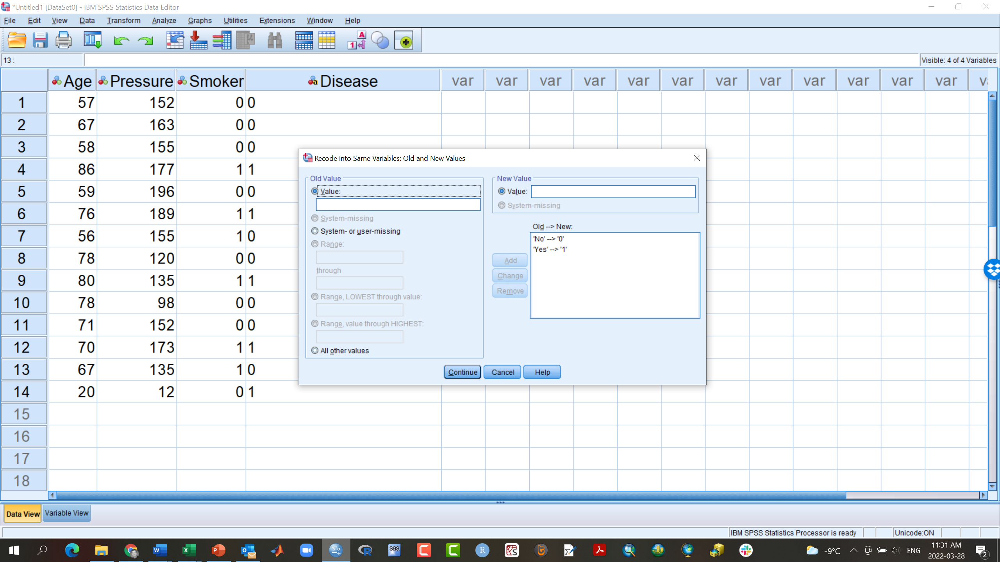 *Untitled1 [DataSet0] - IBM SPSS Statistics Data Editor
File Edit View Data Transform Analyze Graphs Utilities Extensions Window Help
13 : Visible: 4 of 4 Variables
Age Pressure Smoker Disease var var var var var var var var var var var var
1 57 152 0 0
2 67 163 0 0
3 58 155 0 0
4 86 177 1 1
5 59 196 0 0
6 76 189 1 1
7 56 155 1 0
8 78 120 0 0
9 80 135 1 1
10 78 98 0 0
11 71 152 0 0
12 70 173 1 1
13 67 135 1 0
14 20 12 0 1
15
16
17
18
Recode into Same Variables: Old and New Values
Old Value
Value:
System-missing
System- or user-missing
Range:
through
Range, LOWEST through value:
Range, value through HIGHEST:
All other values
New Value
Value:
System-missing
Old --> New:
'No' --> '0'
'Yes' --> '1'
Add
Change
Remove
Continue Cancel Help
Data View Variable View
IBM SPSS Statistics Processor is ready Unicode:ON
-9°C ENG 11:31 AM
2022-03-28 2